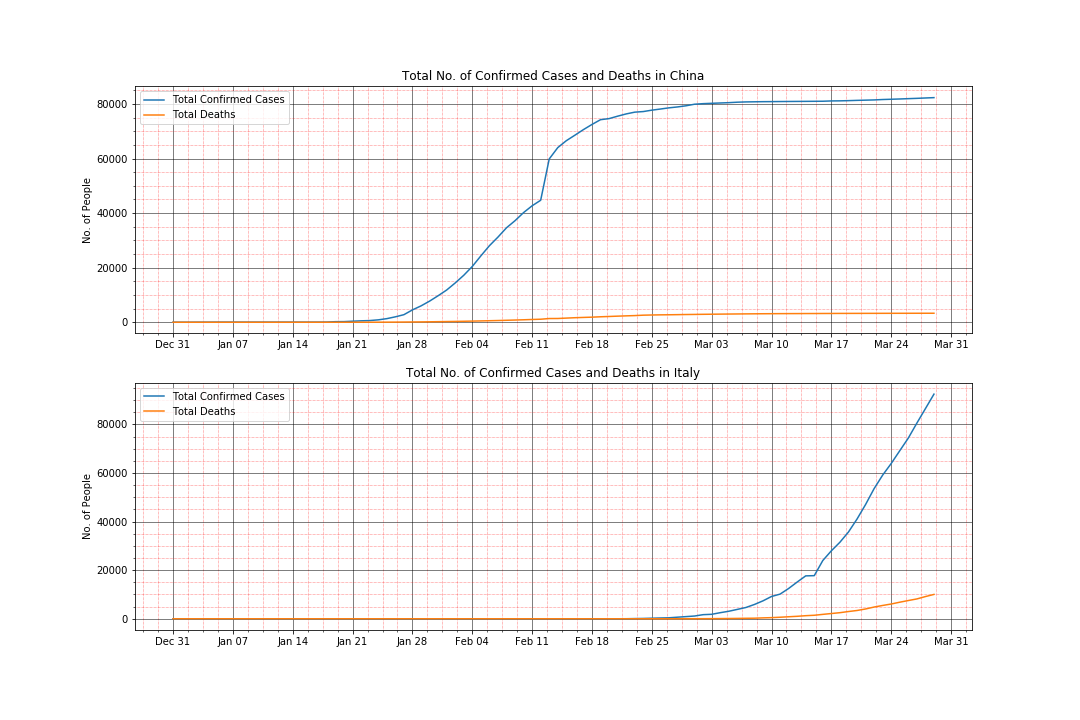 Total No. of Confirmed Cases and Deaths in China
Total Confirmed Cases
Total Deaths
No. of People
80000
60000
40000
20000
0
Dec 31 Jan 07 Jan 14 Jan 21 Jan 28 Feb 04 Feb 11 Feb 18 Feb 25 Mar 03 Mar 10 Mar 17 Mar 24 Mar 31
Total No. of Confirmed Cases and Deaths in Italy
Total Confirmed Cases
Total Deaths
No. of People
80000
60000
40000
20000
0
Dec 31 Jan 07 Jan 14 Jan 21 Jan 28 Feb 04 Feb 11 Feb 18 Feb 25 Mar 03 Mar 10 Mar 17 Mar 24 Mar 31